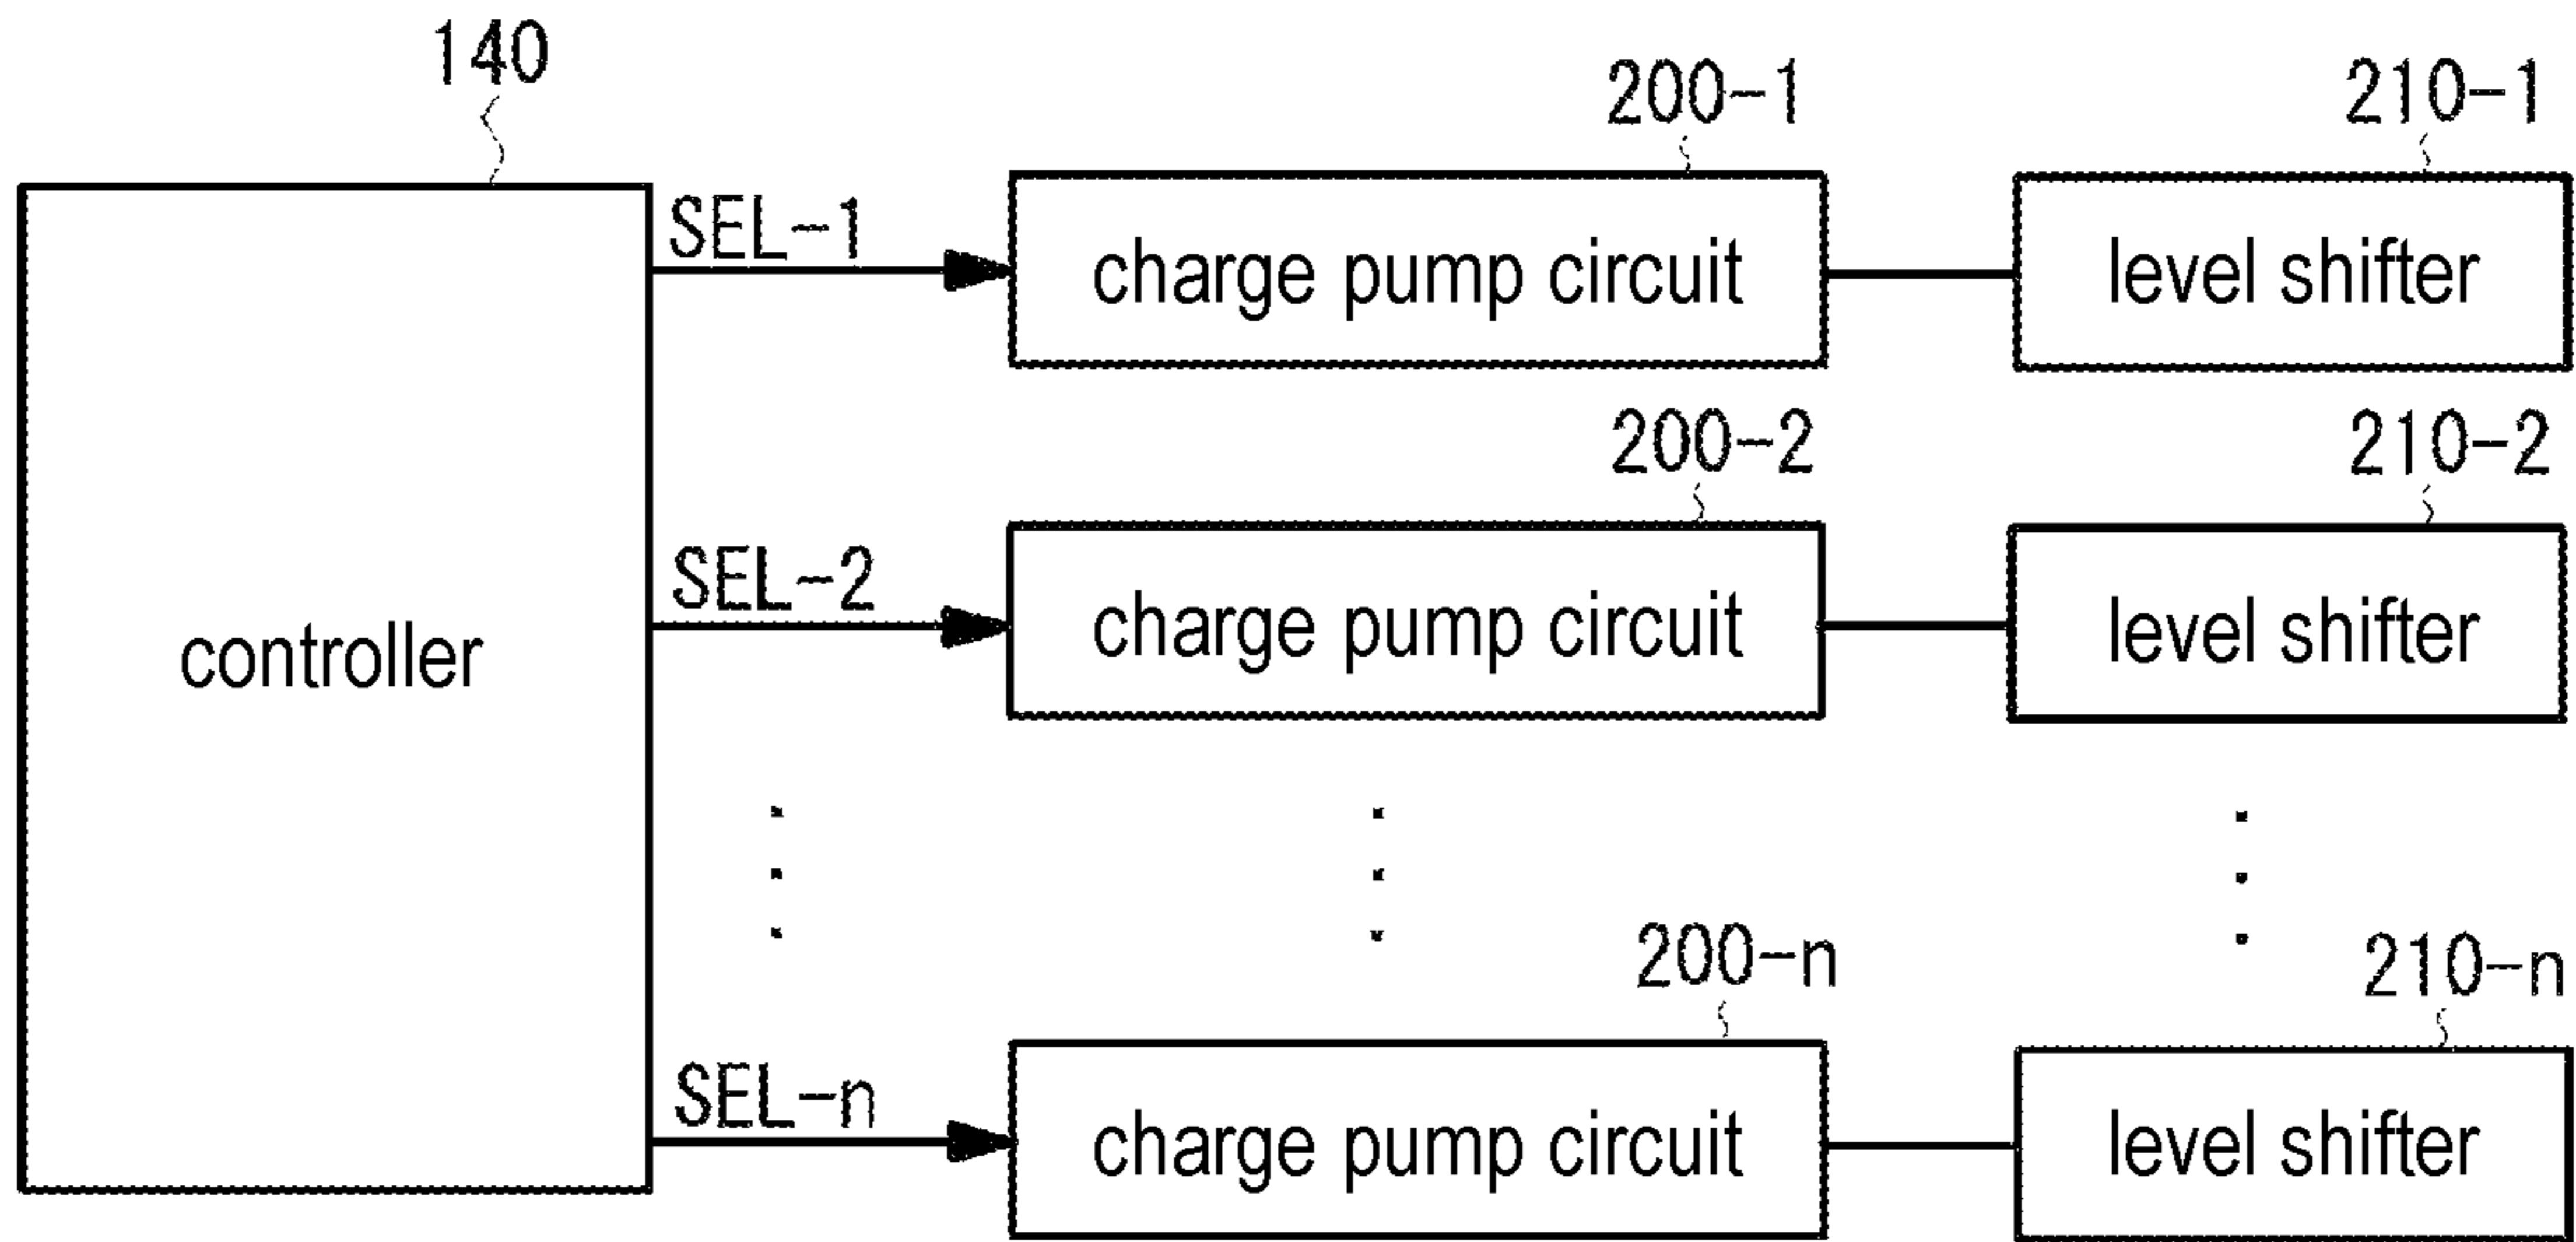 140
200-1
210-1
SEL-1
charge pump circuit
level shifter
200-2
210-2
SEL-2
charge pump circuit
level shifter
controller
200-n
210-n
SEL-n
charge pump circuit
level shifter